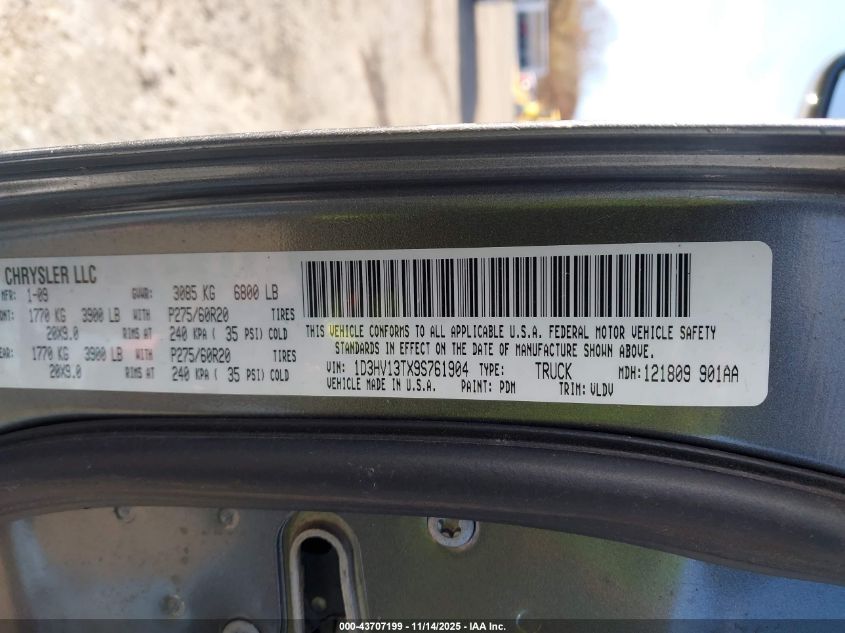 CHRYSLER LLC
MFR: 1-09 GVWR: 3085 KG 6800 LB
1770 KG 3900 LB WITH P275/60R20 TIRES
20X9.0 RIMS AT 240 KPA ( 35 PSI) COLD
1770 KG 3900 LB WITH P275/60R20 TIRES
20X9.0 RIMS AT 240 KPA ( 35 PSI) COLD
THIS VEHICLE CONFORMS TO ALL APPLICABLE U.S.A. FEDERAL MOTOR VEHICLE SAFETY
STANDARDS IN EFFECT ON THE DATE OF MANUFACTURE SHOWN ABOVE.
VIN: 1D3HV13TX9S761904 TYPE: TRUCK MDH: 121809 901AA
VEHICLE MADE IN U.S.A. PAINT: PDM TRIM: VLDV
000-43707199 • 11/14/2025 • IAA Inc.